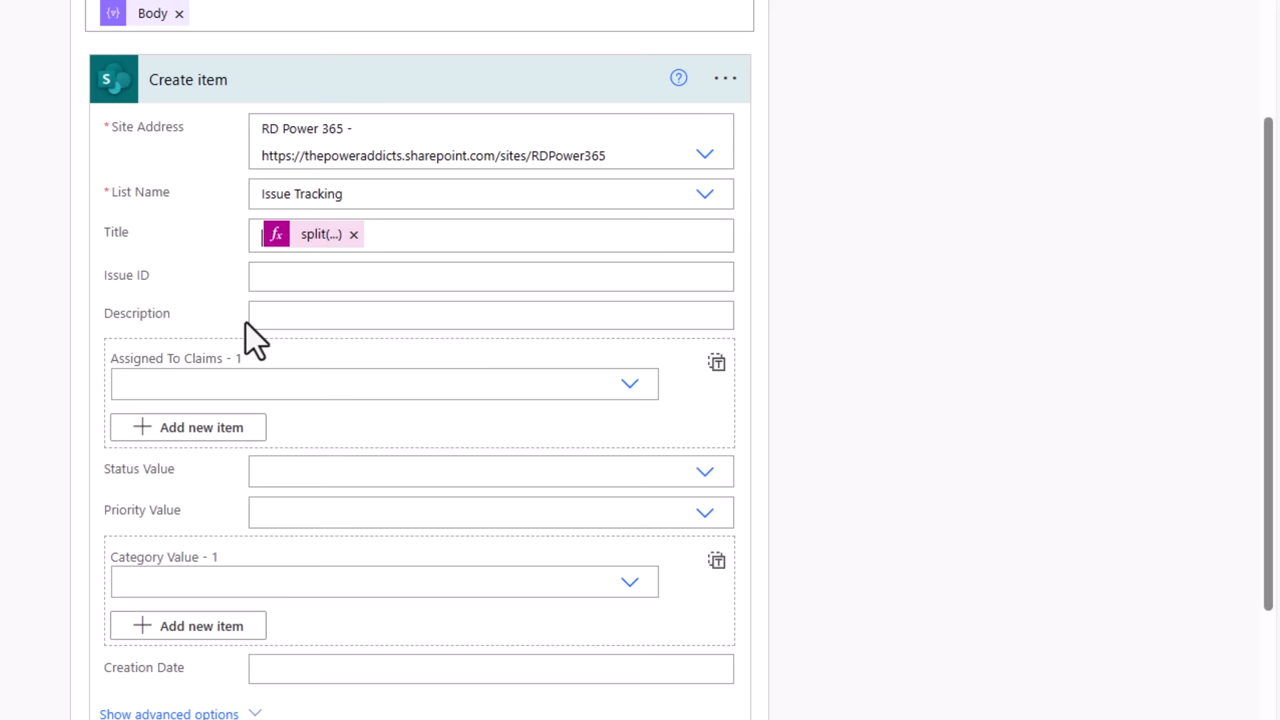 Body
Create item
* Site Address
RD Power 365 -
https://thepoweraddicts.sharepoint.com/sites/RDPower365
* List Name
Issue Tracking
Title
fx split(...)
Issue ID
Description
Assigned To Claims - 1
Add new item
Status Value
Priority Value
Category Value - 1
Add new item
Creation Date
Show advanced options